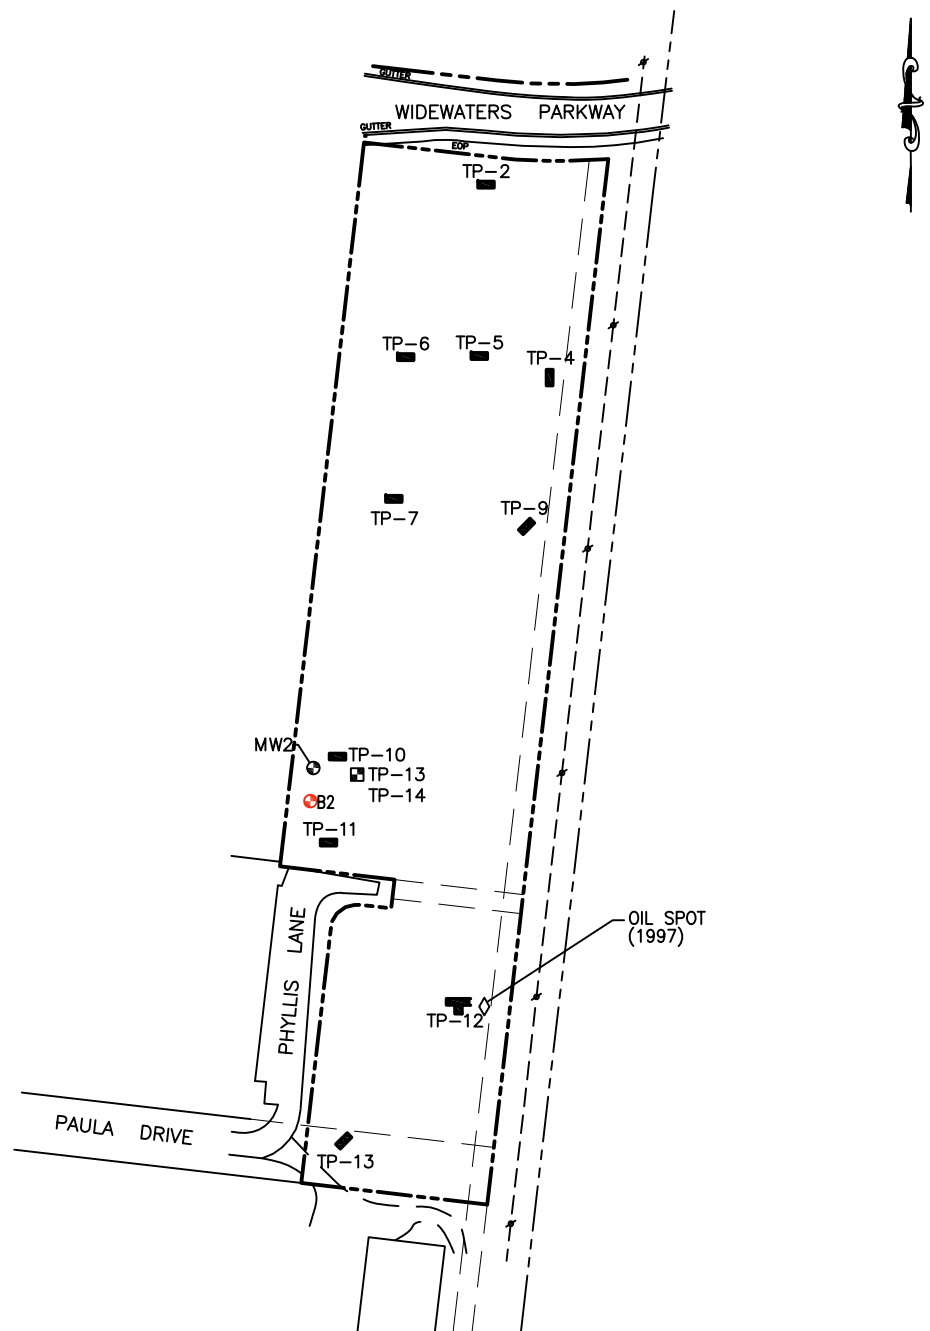 GUTTER
WIDEWATERS PARKWAY
GUTTER
EOP
TP-2
TP-6
TP-5
TP-4
TP-9
TP-7
MW2
TP-10
TP-13
TP-14
B2
TP-11
OIL SPOT
(1997)
PHYLLIS LANE
TP-12
PAULA DRIVE
TP-13